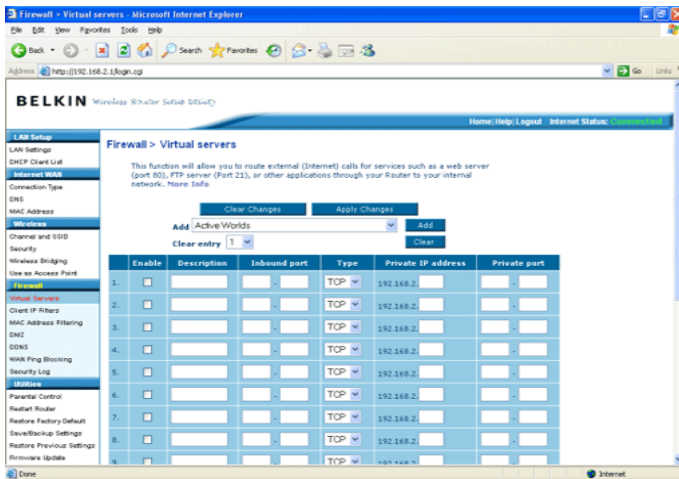 Firewall > Virtual servers - Microsoft Internet Explorer
File Edit View Favorites Tools Help
Back Search Favorites
Address http://192.168.2.1/login.cgi Go Links
BELKIN Wireless Router Setup Utility
Home|Help|Logout Internet Status: Connected
LAN Setup
LAN Settings
DHCP Client List
Internet WAN
Connection Type
DNS
MAC Address
Wireless
Channel and SSID
Security
Wireless Bridging
Use as Access Point
Firewall
Virtual Servers
Client IP Filters
MAC Address Filtering
DMZ
DDNS
WAN Ping Blocking
Security Log
Utilities
Parental Control
Restart Router
Restore Factory Default
Save/Backup Settings
Restore Previous Settings
Firmware Update
Firewall > Virtual servers
This function will allow you to route external (Internet) calls for services such as a web server
(port 80), FTP server (Port 21), or other applications through your Router to your internal
network. More Info
Clear Changes Apply Changes
Add Active Worlds Add
Clear entry 1 Clear
Enable Description Inbound port Type Private IP address Private port
1. - TCP 192.168.2. -
2. - TCP 192.168.2. -
3. - TCP 192.168.2. -
4. - TCP 192.168.2. -
5. - TCP 192.168.2. -
6. - TCP 192.168.2. -
7. - TCP 192.168.2. -
8. - TCP 192.168.2. -
9. - TCP 192.168.2. -
Done Internet